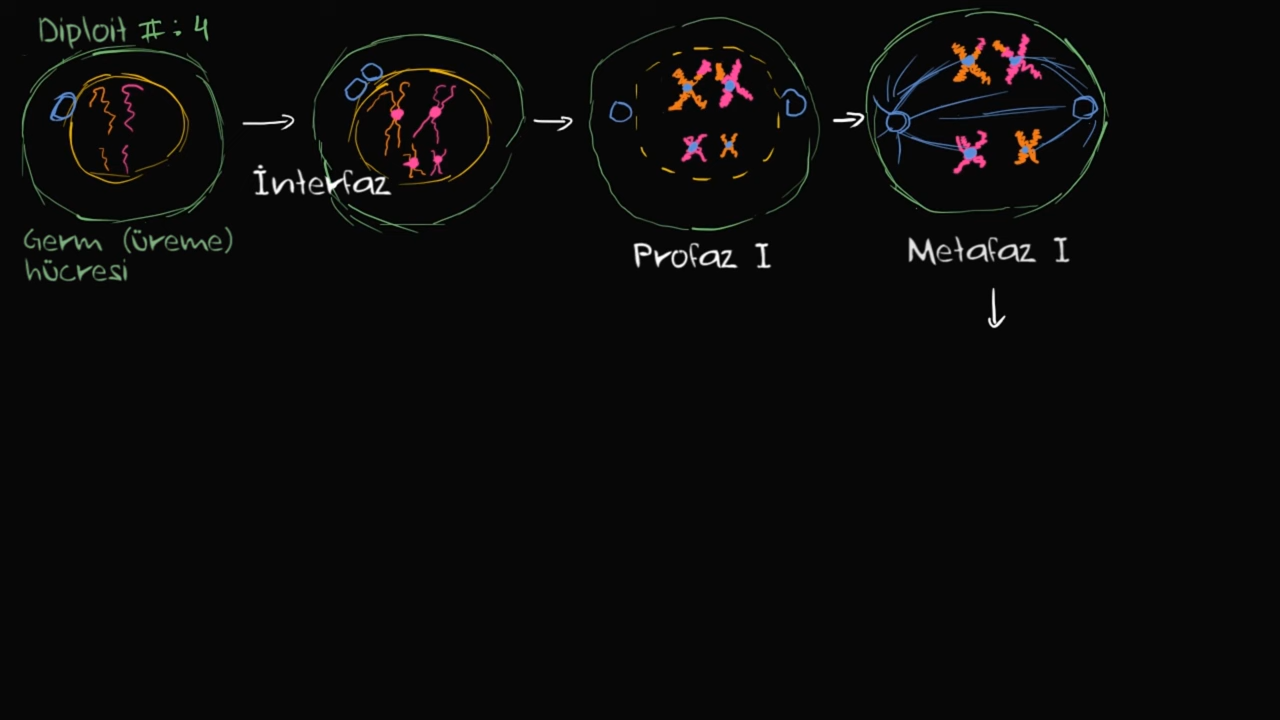 Diploit #: 4
İnterfaz
Germ (üreme)
hücresi
Profaz I
Metafaz I